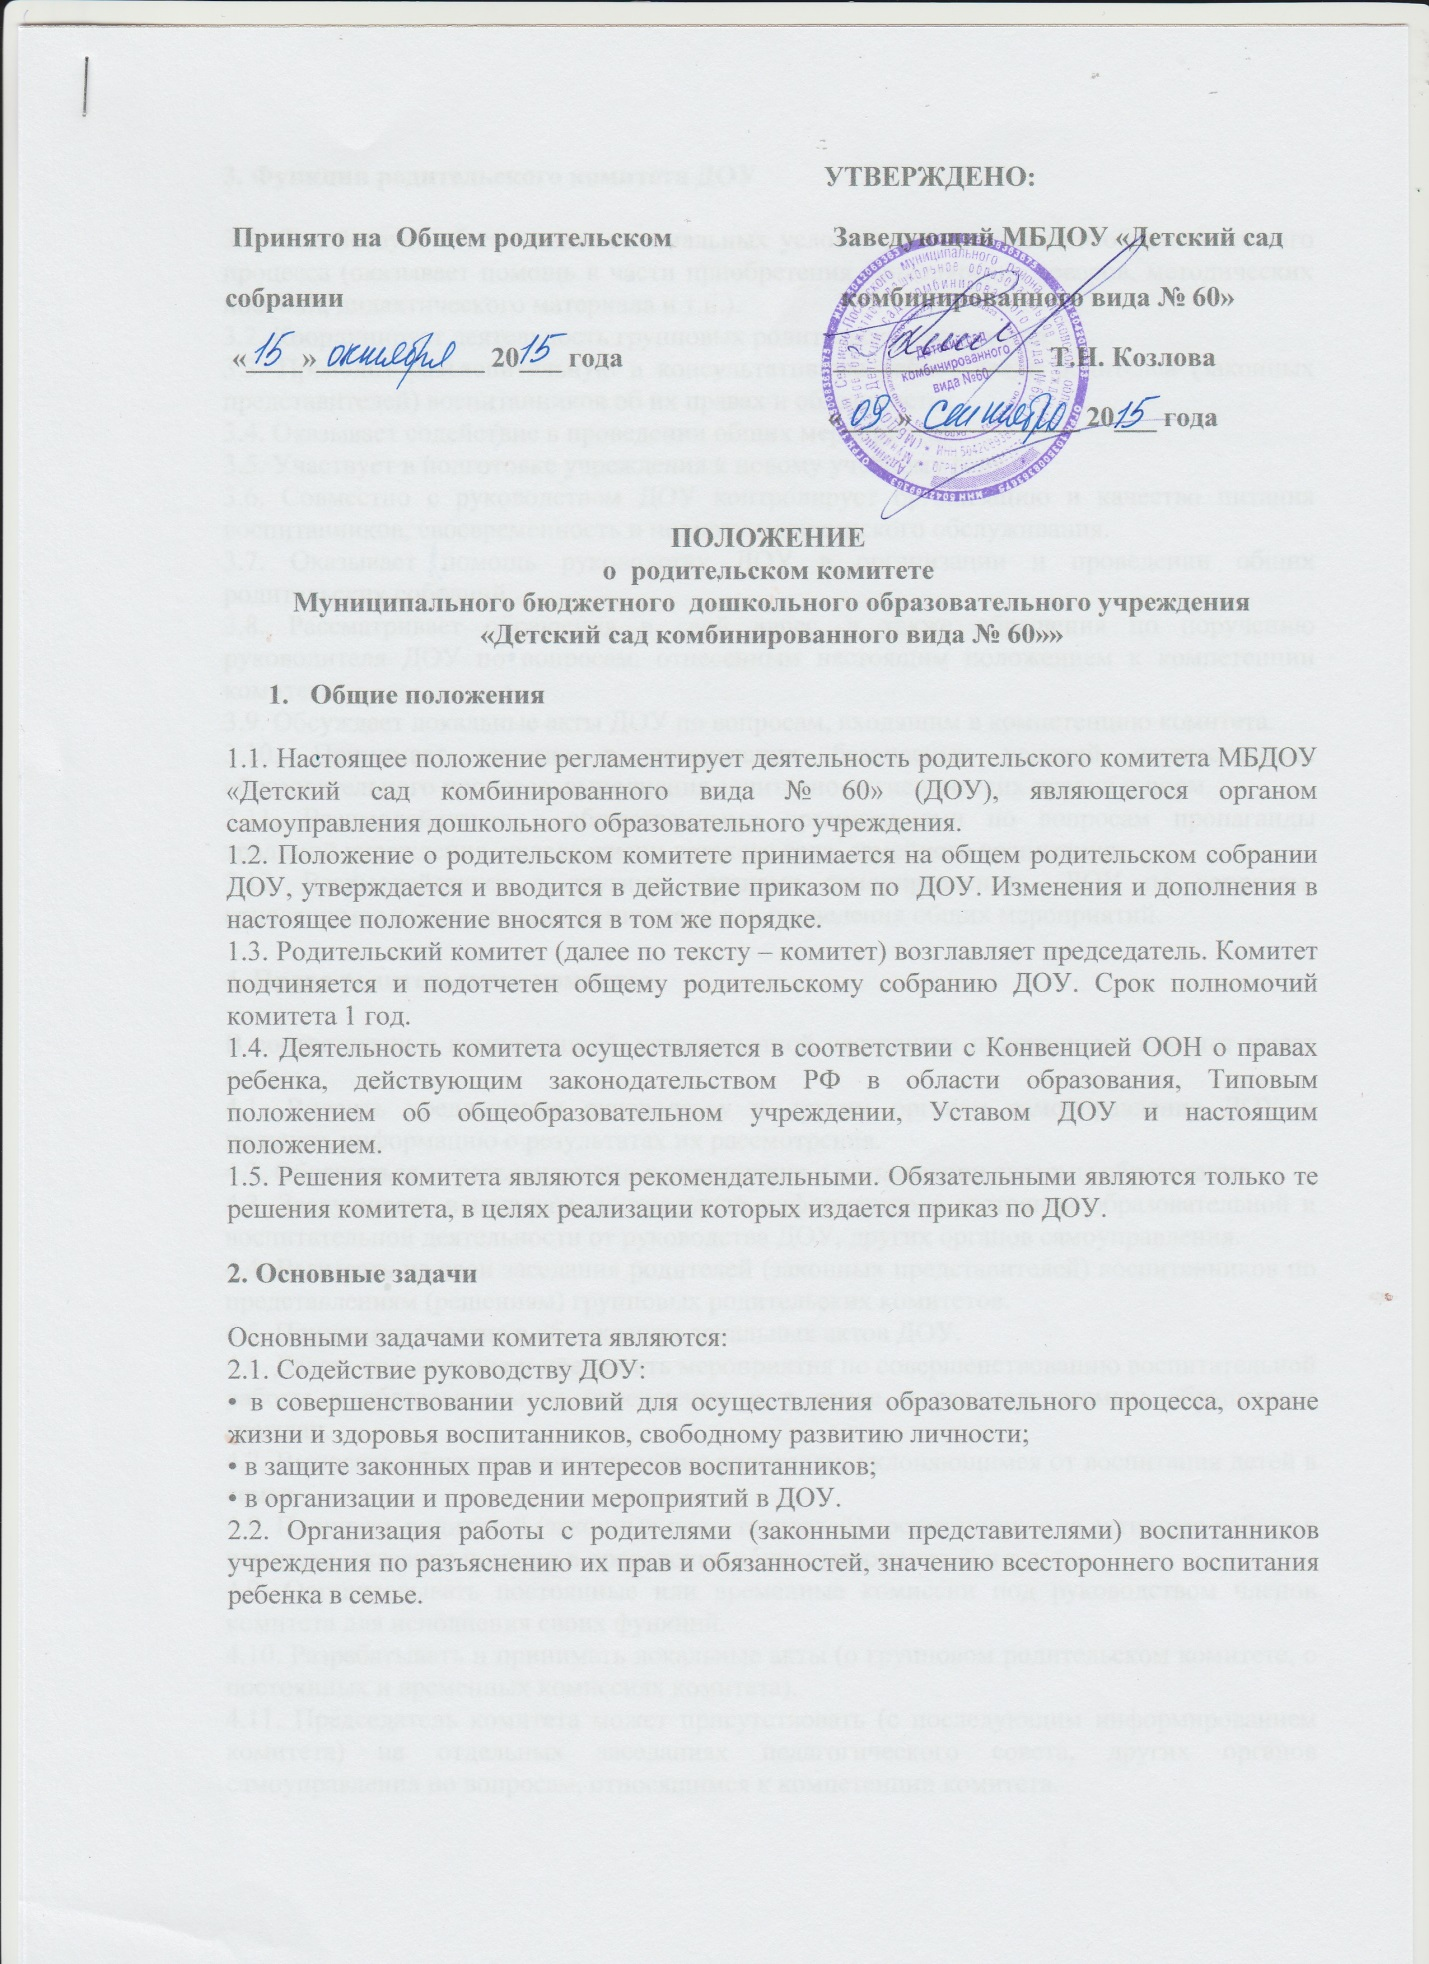 УТВЕРЖДЕНО:
Принято на Общем родительском
Заведующий МБДОУ «Детский сад
собрании
комбинированного вида № 60»
«15» октября 2015 года
Т.Н. Козлова
«09» сентября 2015 года
Детский сад
комбинированного
вида №60
ПОЛОЖЕНИЕ
о родительском комитете
Муниципального бюджетного дошкольного образовательного учреждения
«Детский сад комбинированного вида № 60»»
1. Общие положения
1.1. Настоящее положение регламентирует деятельность родительского комитета МБДОУ
«Детский сад комбинированного вида № 60» (ДОУ), являющегося органом
самоуправления дошкольного образовательного учреждения.
1.2. Положение о родительском комитете принимается на общем родительском собрании
ДОУ, утверждается и вводится в действие приказом по ДОУ. Изменения и дополнения в
настоящее положение вносятся в том же порядке.
1.3. Родительский комитет (далее по тексту – комитет) возглавляет председатель. Комитет
подчиняется и подотчетен общему родительскому собранию ДОУ. Срок полномочий
комитета 1 год.
1.4. Деятельность комитета осуществляется в соответствии с Конвенцией ООН о правах
ребенка, действующим законодательством РФ в области образования, Типовым
положением об общеобразовательном учреждении, Уставом ДОУ и настоящим
положением.
1.5. Решения комитета являются рекомендательными. Обязательными являются только те
решения комитета, в целях реализации которых издается приказ по ДОУ.
2. Основные задачи
Основными задачами комитета являются:
2.1. Содействие руководству ДОУ:
• в совершенствовании условий для осуществления образовательного процесса, охране
жизни и здоровья воспитанников, свободному развитию личности;
• в защите законных прав и интересов воспитанников;
• в организации и проведении мероприятий в ДОУ.
2.2. Организация работы с родителями (законными представителями) воспитанников
учреждения по разъяснению их прав и обязанностей, значению всестороннего воспитания
ребенка в семье.